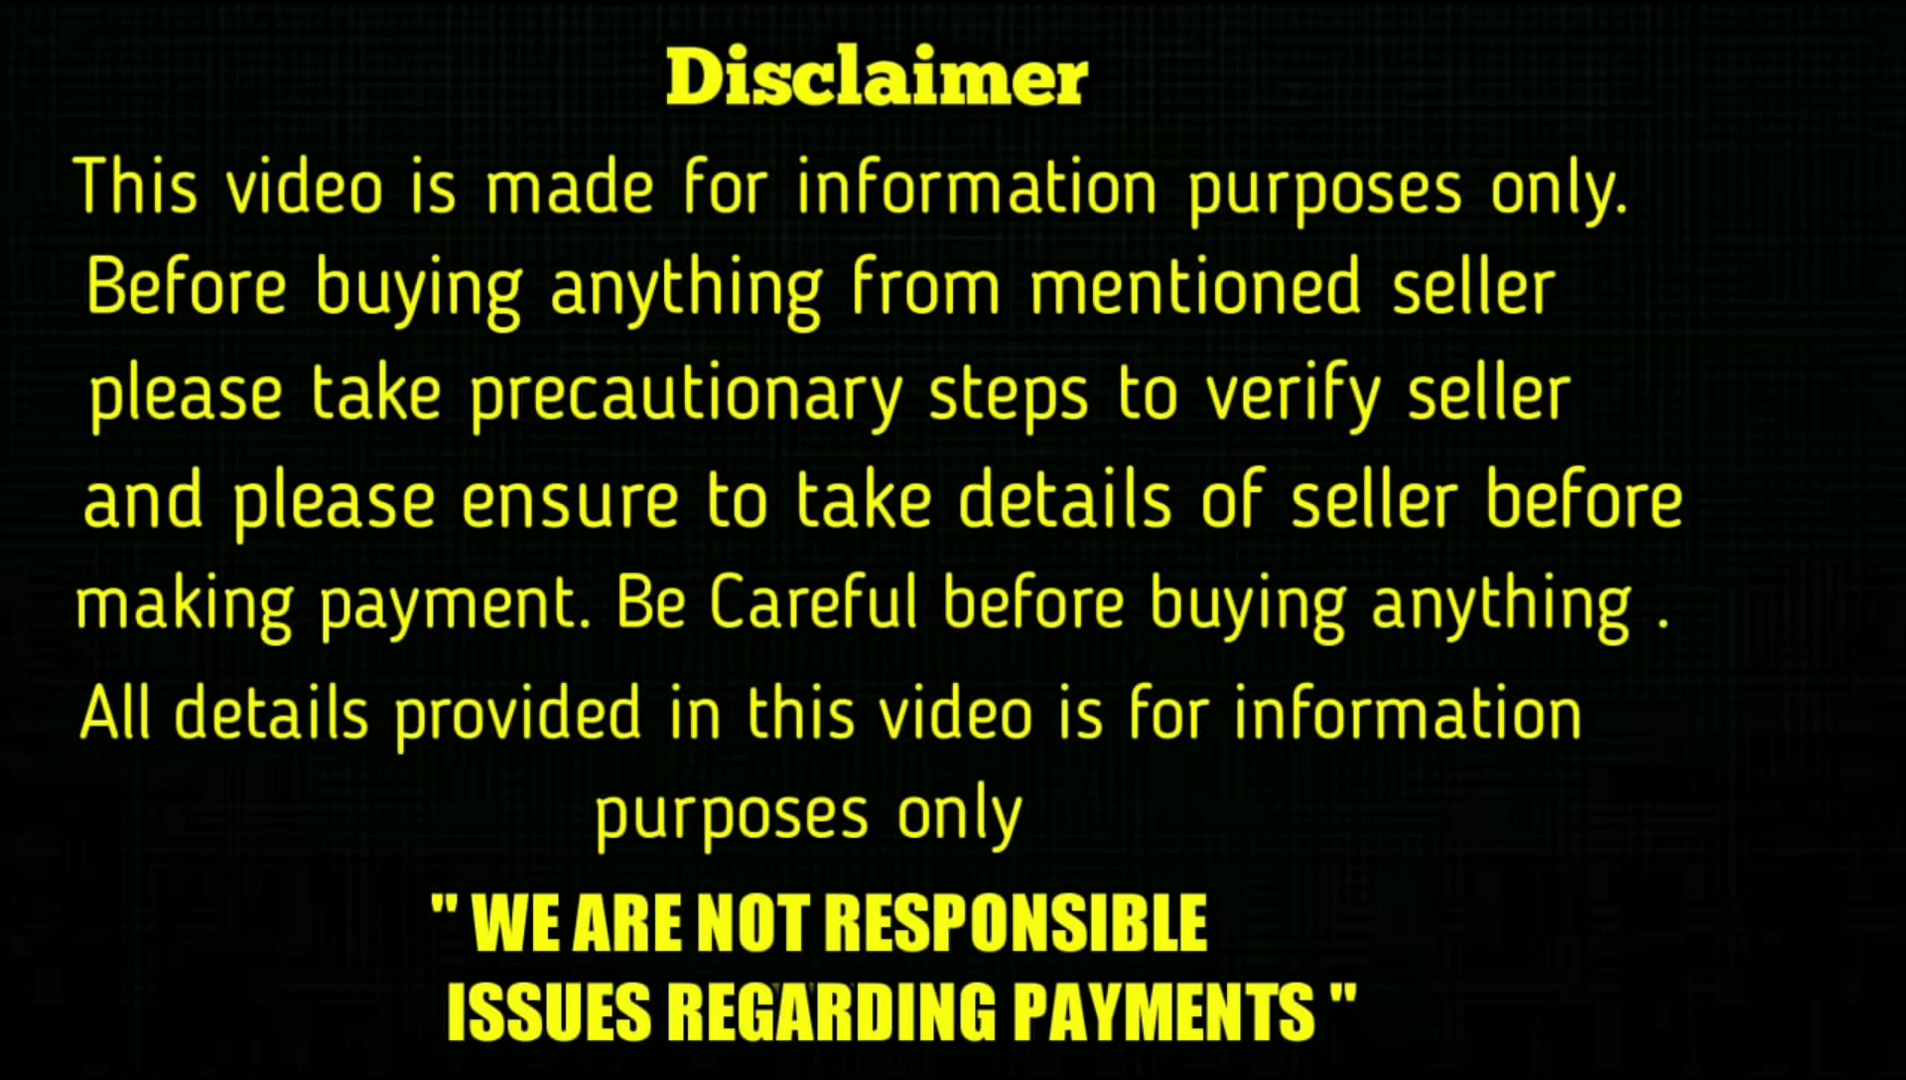 Disclaimer
This video is made for information purposes only.
Before buying anything from mentioned seller
please take precautionary steps to verify seller
and please ensure to take details of seller before
making payment. Be Careful before buying anything .
All details provided in this video is for information
purposes only
" WE ARE NOT RESPONSIBLE
ISSUES REGARDING PAYMENTS "